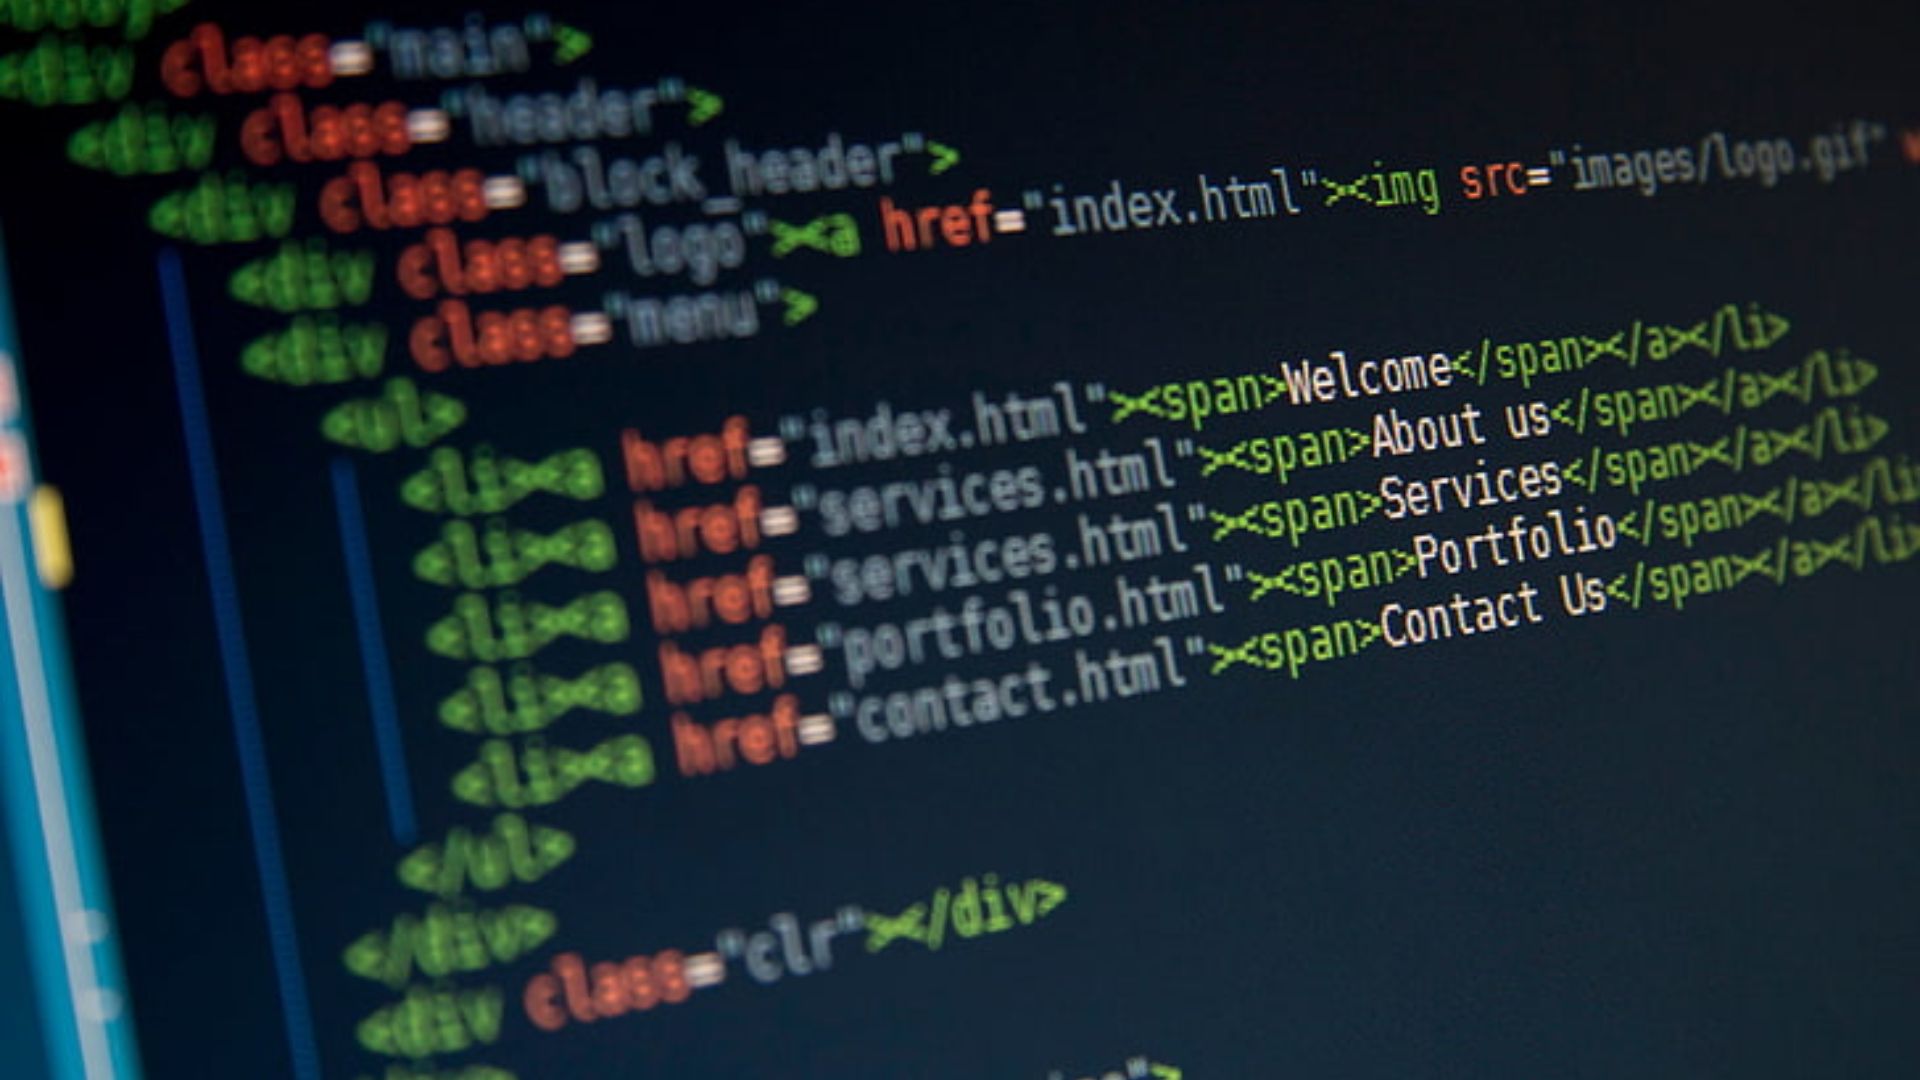 <div class="main">
<div class="header">
<div class="block_header">
<div class="logo"><a href="index.html"><img src="images/logo.gif"
<div class="menu">
<ul>
<li><a href="index.html"><span>Welcome</span></a></li>
<li><a href="services.html"><span>About us</span></a></li>
<li><a href="services.html"><span>Services</span></a></li>
<li><a href="portfolio.html"><span>Portfolio</span></a></li>
<li><a href="contact.html"><span>Contact Us</span></a></li>
</ul>
</div>
<div class="clr"></div>